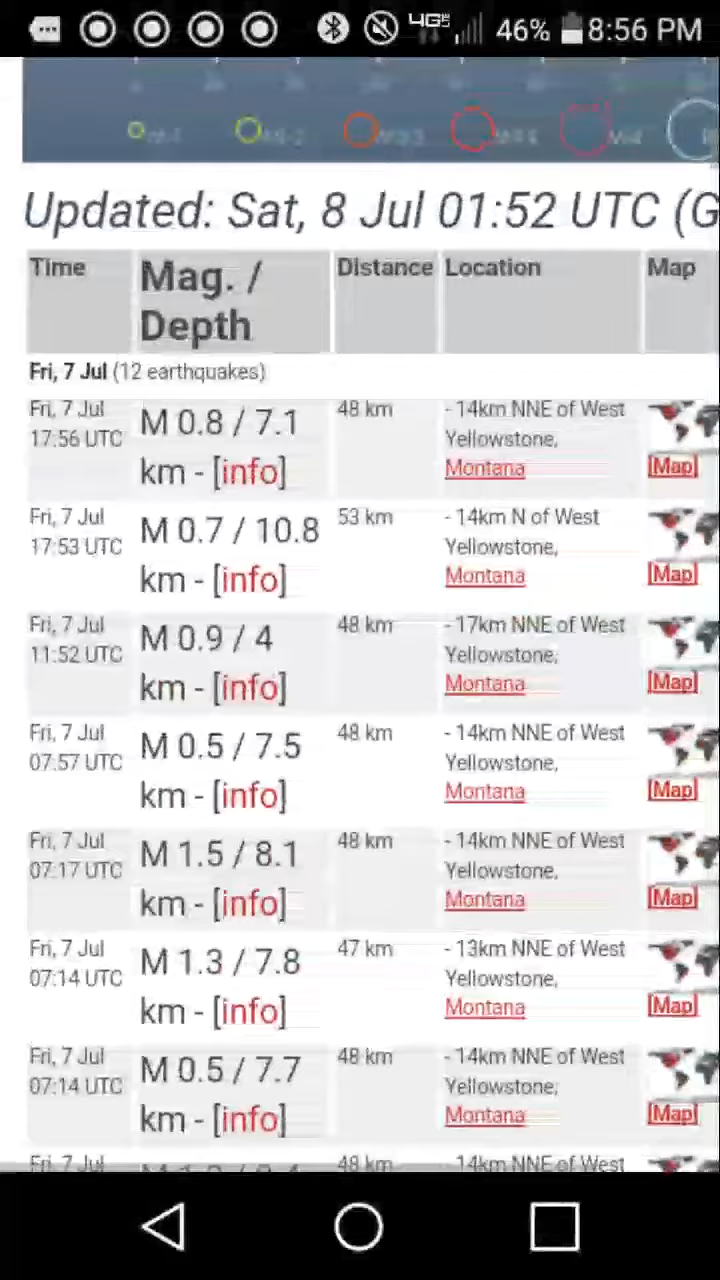 4G
46%
8:56 PM
Updated: Sat, 8 Jul 01:52 UTC (G
Time Mag. / Depth Distance Location Map
Fri, 7 Jul (12 earthquakes)
Fri, 7 Jul 17:56 UTC M 0.8 / 7.1 km - [info] 48 km - 14km NNE of West Yellowstone, Montana [Map]
Fri, 7 Jul 17:53 UTC M 0.7 / 10.8 km - [info] 53 km - 14km N of West Yellowstone, Montana [Map]
Fri, 7 Jul 11:52 UTC M 0.9 / 4 km - [info] 48 km - 17km NNE of West Yellowstone, Montana [Map]
Fri, 7 Jul 07:57 UTC M 0.5 / 7.5 km - [info] 48 km - 14km NNE of West Yellowstone, Montana [Map]
Fri, 7 Jul 07:17 UTC M 1.5 / 8.1 km - [info] 48 km - 14km NNE of West Yellowstone, Montana [Map]
Fri, 7 Jul 07:14 UTC M 1.3 / 7.8 km - [info] 47 km - 13km NNE of West Yellowstone, Montana [Map]
Fri, 7 Jul 07:14 UTC M 0.5 / 7.7 km - [info] 48 km - 14km NNE of West Yellowstone, Montana [Map]
Fri, 7 Jul 48 km - 14km NNE of West